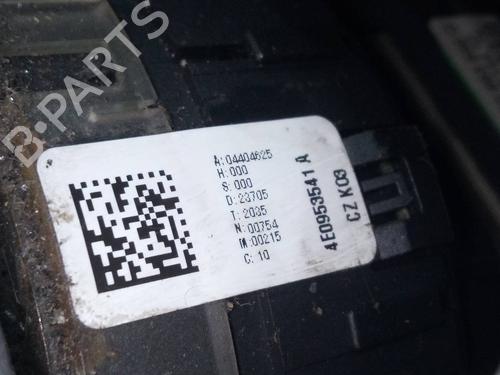 B-PARTS
A: 04404625
H: 000
S: 000
D: 23705
T: 2035
N: 00754
M: 00215
C: 10
4E0953541 A
CZ K03